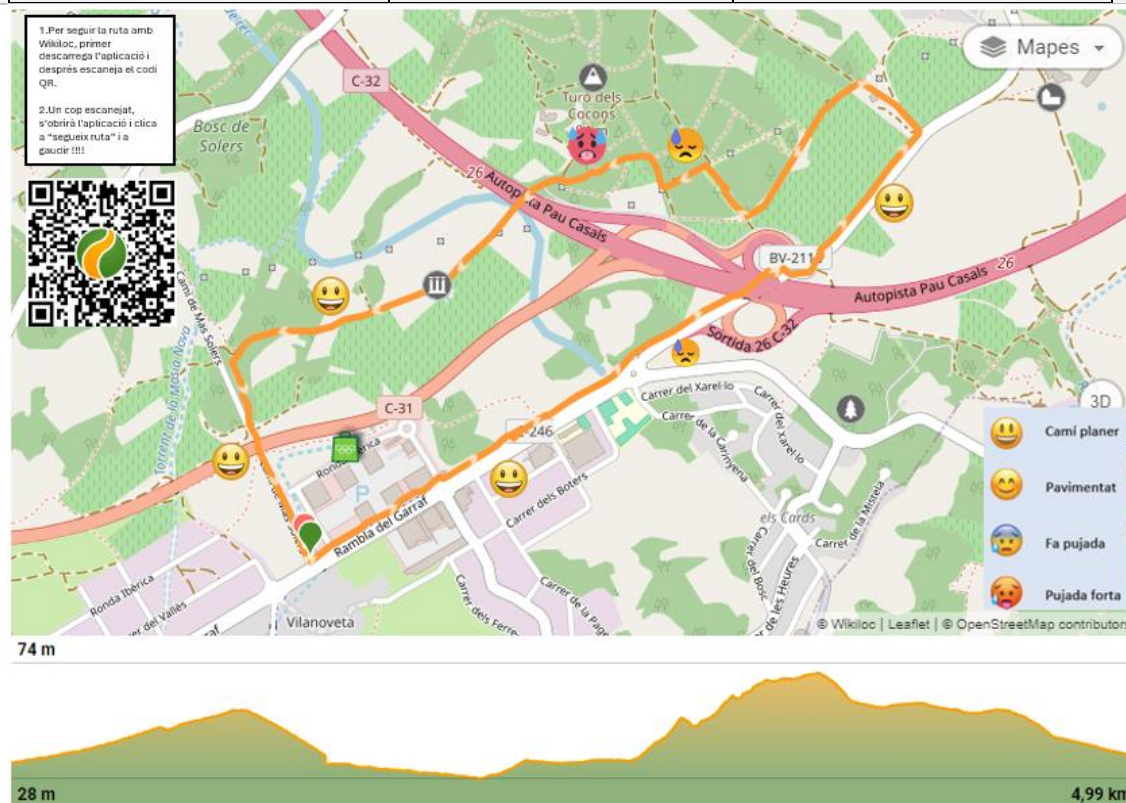 1.Per seguir la ruta amb
Wikiloc, primer
descarrega l'aplicació i
després escaneja el codi
QR.
2.Un cop escanejat,
s'obrirà l'aplicació i clica
a "segueix ruta" i a
gaudir !!!!
Mapes
C-32
Turó dels
Cocons
Bosc de
Solers
26 Autopista Pau Casals
BV-211
Autopista Pau Casals 26
Camí de Mas Solers
Torrent de la Masia Nova
Sortida 26 C-32
3D
Carrer del Xarel·lo
Carrer del Xarel·lo
C-31
Carrer de la Carinyena
-246
Ronda Ibèrica
P
Rambla del Garraf
Carrer dels Boters
els Cards
Carrer de la Mistela
Carrer del Bosc
de les Heures
Ronda Ibèrica
er del Vallès
Vilanoveta
Carrer dels Ferre
Carrer de la Page
Camí planer
Pavimentat
Fa pujada
Pujada forta
© Wikiloc | Leaflet | © OpenStreetMap contributors
74 m
28 m
4,99 km